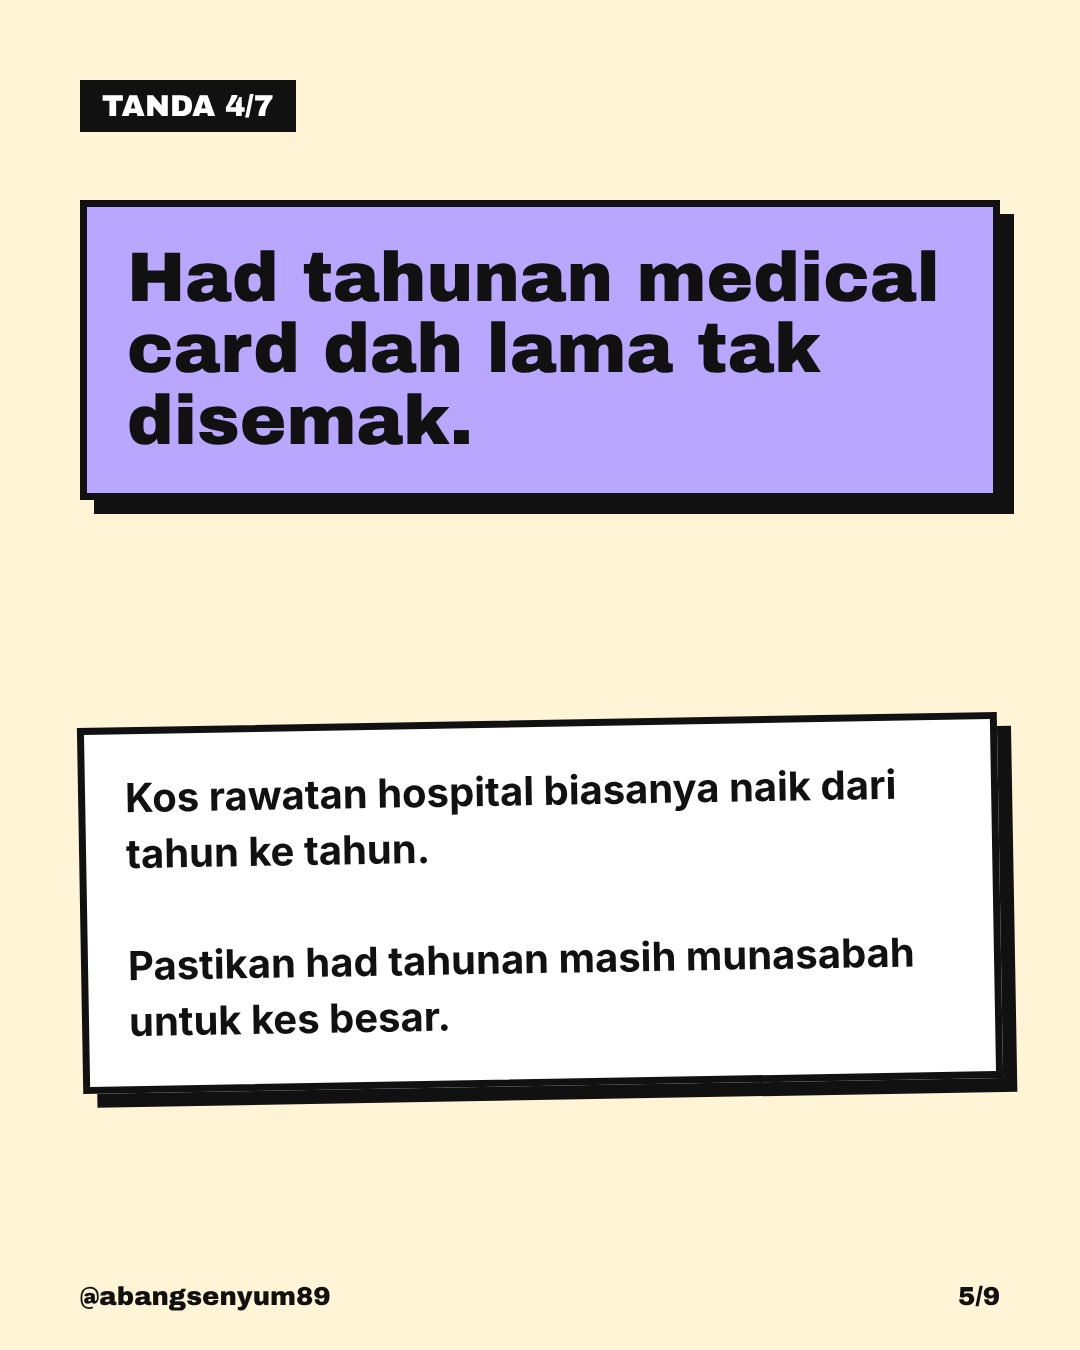 TANDA 4/7
Had tahunan medical
card dah lama tak
disemak.
Kos rawatan hospital biasanya naik dari
tahun ke tahun.
Pastikan had tahunan masih munasabah
untuk kes besar.
@abangsenyum89
5/9